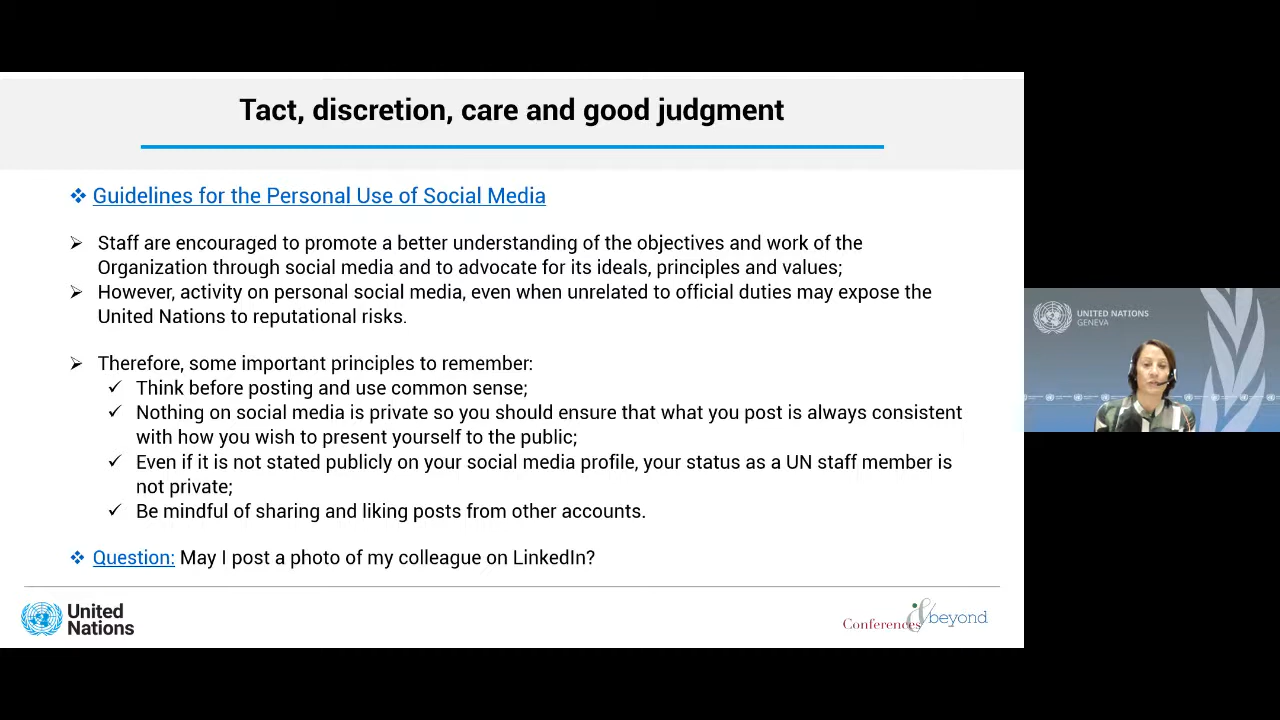 Tact, discretion, care and good judgment
❖ Guidelines for the Personal Use of Social Media
➢ Staff are encouraged to promote a better understanding of the objectives and work of the
Organization through social media and to advocate for its ideals, principles and values;
➢ However, activity on personal social media, even when unrelated to official duties may expose the
United Nations to reputational risks.
➢ Therefore, some important principles to remember:
✓ Think before posting and use common sense;
✓ Nothing on social media is private so you should ensure that what you post is always consistent
with how you wish to present yourself to the public;
✓ Even if it is not stated publicly on your social media profile, your status as a UN staff member is
not private;
✓ Be mindful of sharing and liking posts from other accounts.
❖ Question: May I post a photo of my colleague on LinkedIn?
United
Nations
Conferences & beyond
UNITED NATIONS
GENEVA